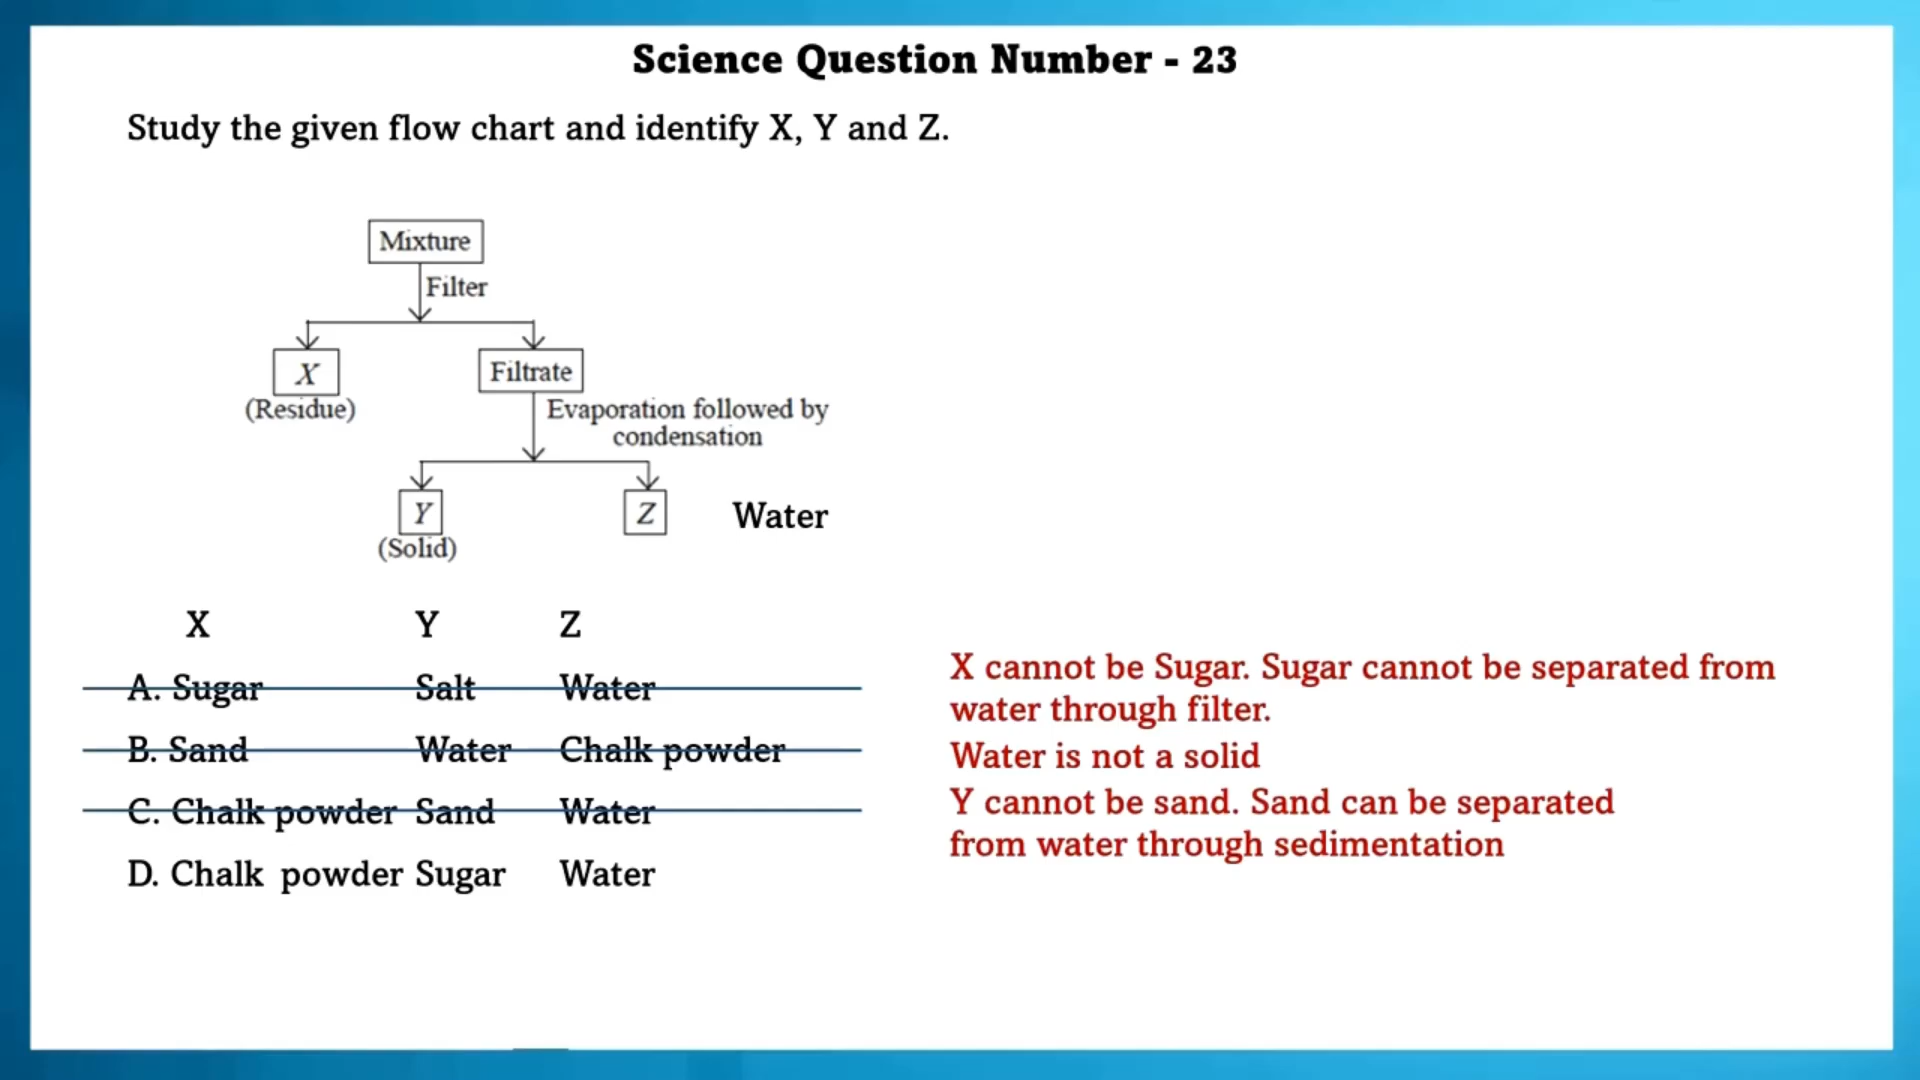 Science Question Number - 23
Study the given flow chart and identify X, Y and Z.
Mixture
Filter
X
Filtrate
(Residue)
Evaporation followed by
condensation
Y
Z
Water
(Solid)
X Y Z
A. Sugar Salt Water
B. Sand Water Chalk powder
C. Chalk powder Sand Water
D. Chalk powder Sugar Water
X cannot be Sugar. Sugar cannot be separated from
water through filter.
Water is not a solid
Y cannot be sand. Sand can be separated
from water through sedimentation